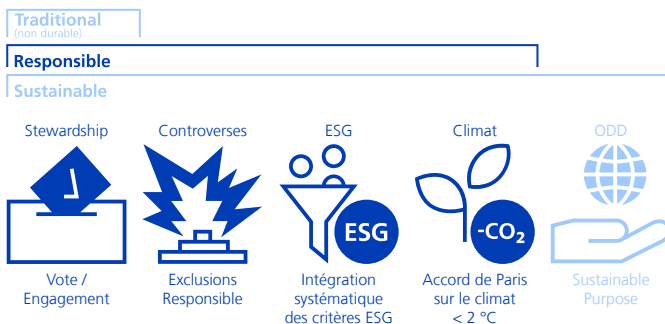 Traditional
(non durable)
Responsible
Sustainable
Stewardship
Controverses
ESG
Climat
ODD
ESG
-CO₂
Vote /
Engagement
Exclusions
Responsible
Intégration
systématique
des critères ESG
Accord de Paris
sur le climat
< 2 °C
Sustainable
Purpose